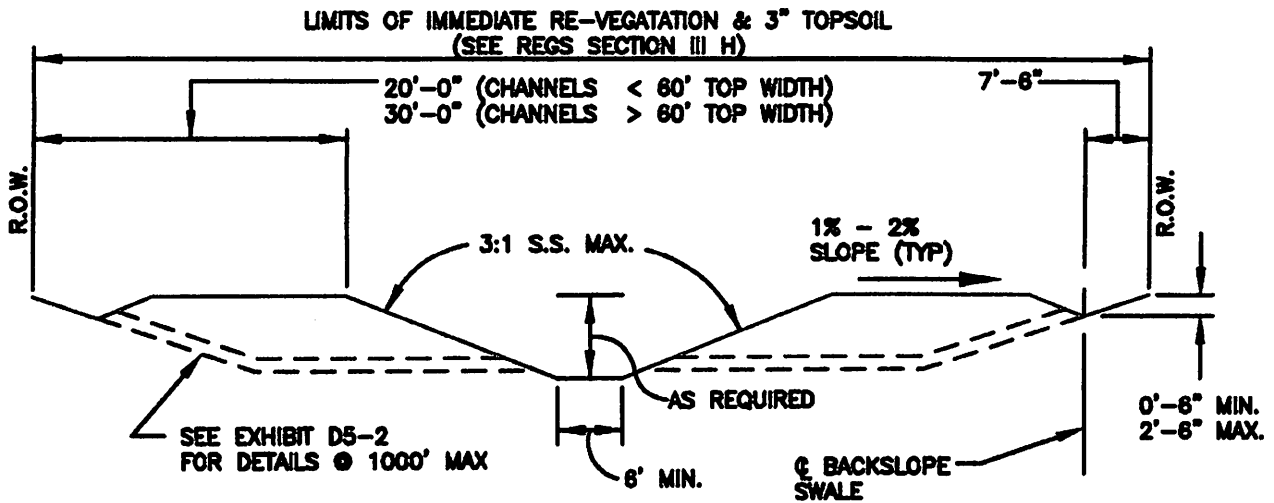 LIMITS OF IMMEDIATE RE-VEGATATION & 3" TOPSOIL
(SEE REGS SECTION III H)
20'-0" (CHANNELS < 60' TOP WIDTH)
30'-0" (CHANNELS > 60' TOP WIDTH)
7'-6"
R.O.W.
R.O.W.
3:1 S.S. MAX.
1% - 2%
SLOPE (TYP)
AS REQUIRED
0'-6" MIN.
2'-6" MAX.
SEE EXHIBIT D5-2
FOR DETAILS @ 1000' MAX
6' MIN.
℄ BACKSLOPE
SWALE